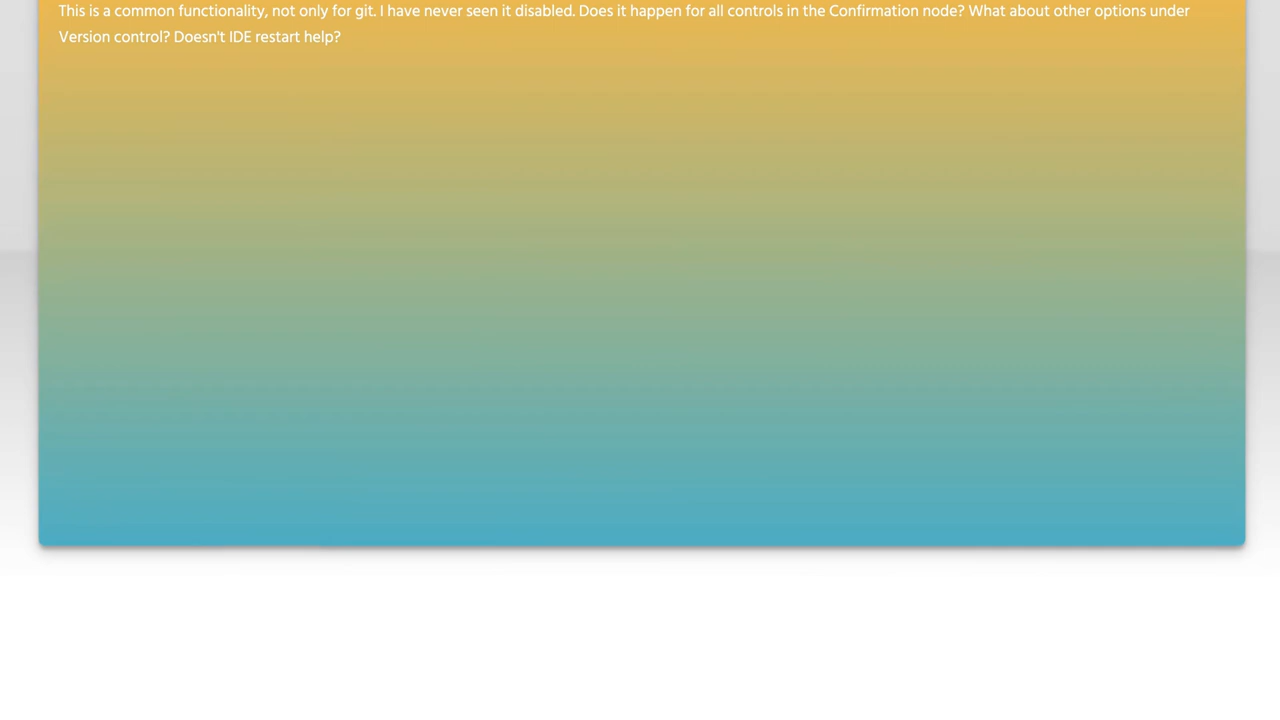 This is a common functionality, not only for git. I have never seen it disabled. Does it happen for all controls in the Confirmation node? What about other options under
Version control? Doesn't IDE restart help?